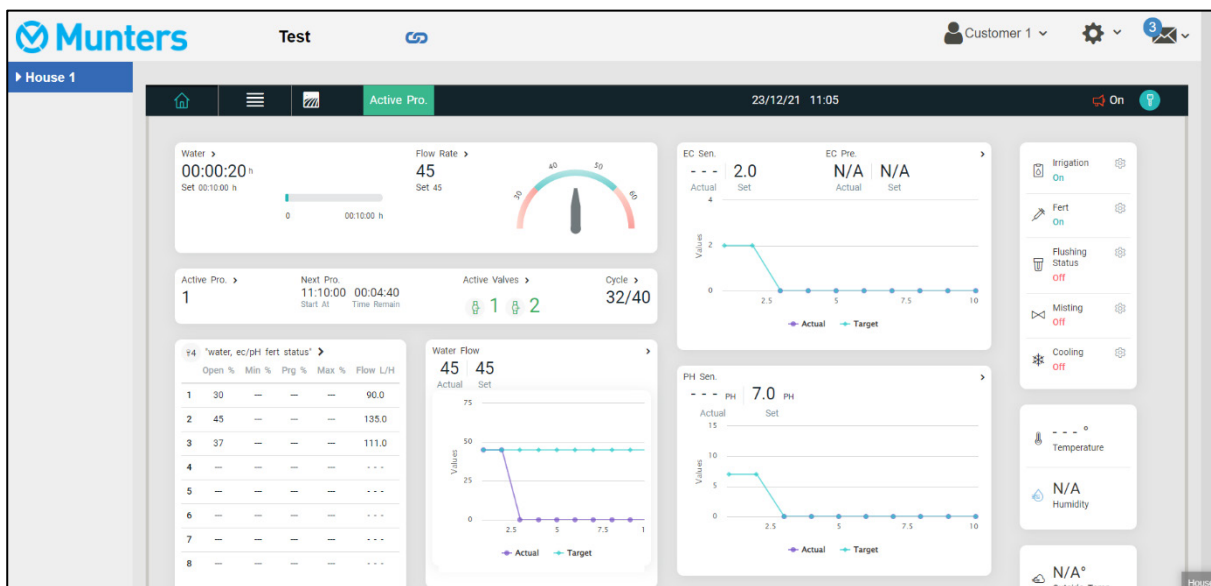 Munters
Test
Customer 1
3
House 1
Active Pro.
23/12/21 11:05
On
Water >
00:00:20 h
Set 00:10:00 h
0 00:10:00 h
Flow Rate >
45
Set 45
30 40 50 60
Active Pro. >
1
Next Pro.
11:10:00 00:04:40
Start At Time Remain
Active Valves >
1 2
Cycle >
32/40
4 "water, ec/pH fert status" >
Open % Min % Prg % Max % Flow L/H
1 30 — — — 90.0
2 45 — — — 135.0
3 37 — — — 111.0
4 — — — — - - -
5 — — — — - - -
6 — — — — - - -
7 — — — — - - -
8 — — — — - - -
Water Flow >
45 45
Actual Set
75
50
25
0
Values
2.5 5 7.5 1
Actual Target
EC Sen. EC Pre. >
- - - 2.0 N/A N/A
Actual Set Actual Set
4
2
0
Values
2.5 5 7.5 10
Actual Target
PH Sen. >
- - - PH 7.0 PH
Actual Set
15
10
5
0
Values
2.5 5 7.5 10
Actual Target
Irrigation
On
Fert
On
Flushing
Status
Off
Misting
Off
Cooling
Off
- - - °
Temperature
N/A
Humidity
N/A°
House